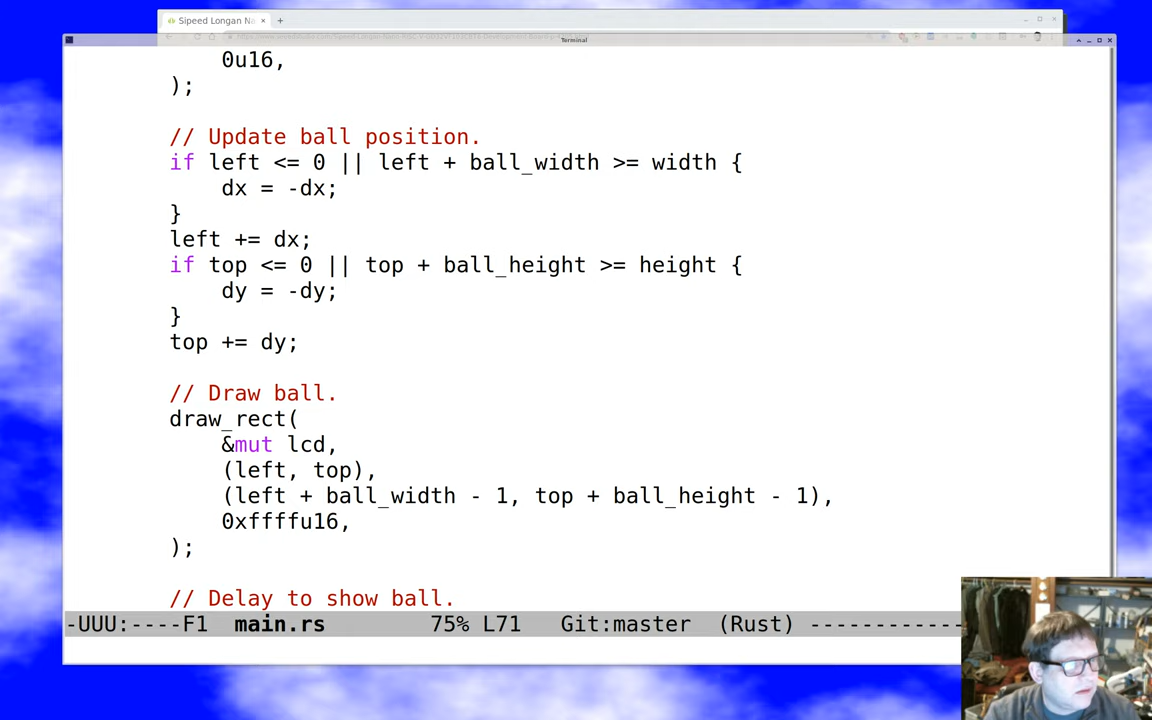 Sipeed Longan Na
Terminal
0u16,
);
// Update ball position.
if left <= 0 || left + ball_width >= width {
dx = -dx;
}
left += dx;
if top <= 0 || top + ball_height >= height {
dy = -dy;
}
top += dy;
// Draw ball.
draw_rect(
&mut lcd,
(left, top),
(left + ball_width - 1, top + ball_height - 1),
0xffffu16,
);
// Delay to show ball.
-UUU:----F1 main.rs 75% L71 Git:master (Rust) ------------